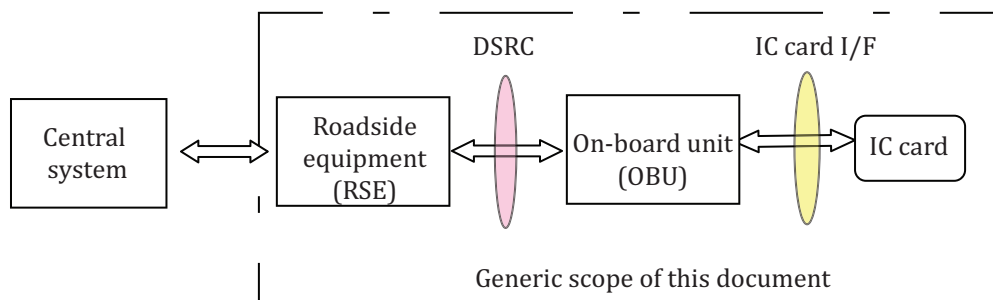 DSRC
IC card I/F
Central
system
Roadside
equipment
(RSE)
On-board unit
(OBU)
IC card
Generic scope of this document